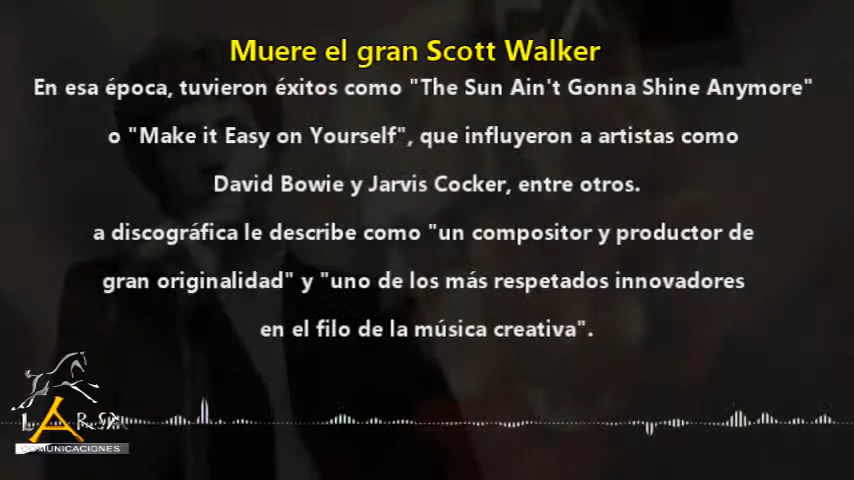 Muere el gran Scott Walker
En esa época, tuvieron éxitos como "The Sun Ain't Gonna Shine Anymore"
o "Make it Easy on Yourself", que influyeron a artistas como
David Bowie y Jarvis Cocker, entre otros.
a discográfica le describe como "un compositor y productor de
gran originalidad" y "uno de los más respetados innovadores
en el filo de la música creativa".
COMUNICACIONES